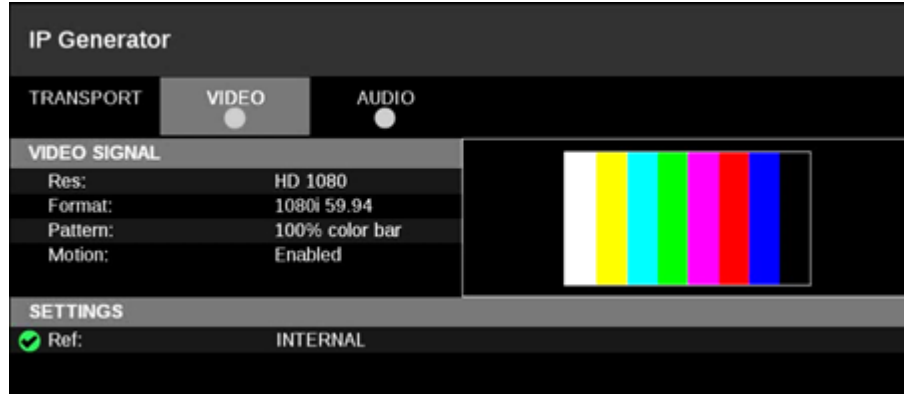 IP Generator
TRANSPORT VIDEO AUDIO
VIDEO SIGNAL
Res: HD 1080
Format: 1080i 59.94
Pattern: 100% color bar
Motion: Enabled
SETTINGS
Ref: INTERNAL